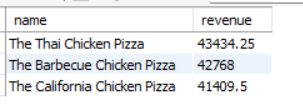 name revenue
The Thai Chicken Pizza 43434.25
The Barbecue Chicken Pizza 42768
The California Chicken Pizza 41409.5